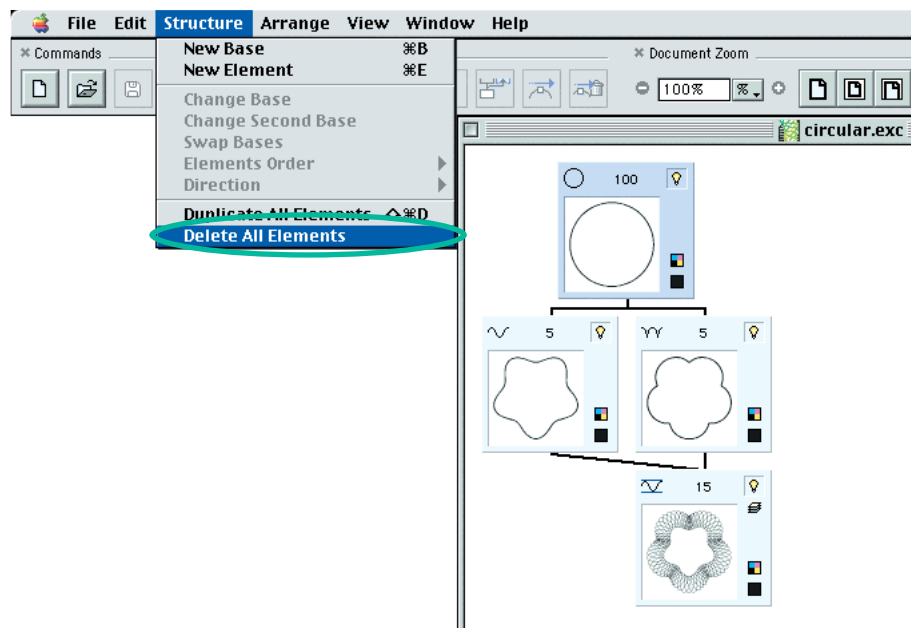 File Edit Structure Arrange View Window Help
Commands
New Base ⌘B
New Element ⌘E
Change Base
Change Second Base
Swap Bases
Elements Order
Direction
Duplicate All Elements ⇧⌘D
Delete All Elements
Document Zoom
100% %
circular.exc
100
5
5
15